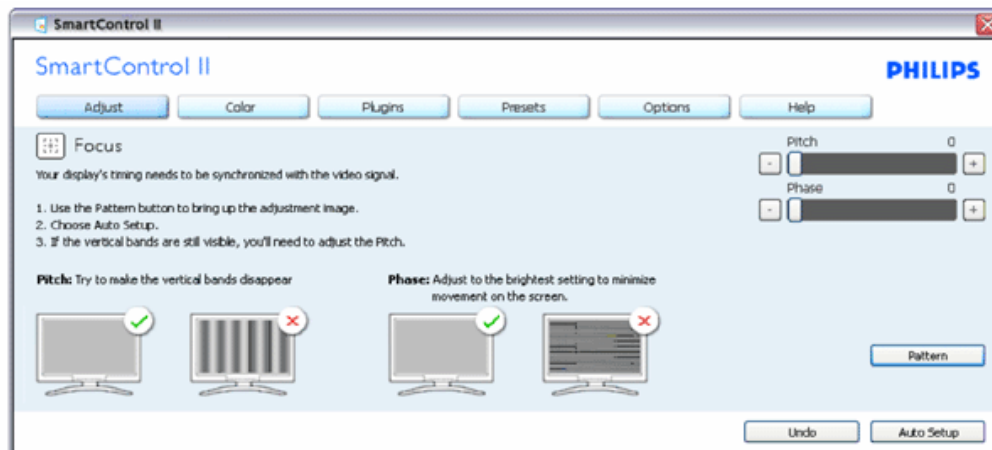 SmartControl II
SmartControl II
PHILIPS
Adjust Color Plugins Presets Options Help
Focus
Your display's timing needs to be synchronized with the video signal.
1. Use the Pattern button to bring up the adjustment image.
2. Choose Auto Setup.
3. If the vertical bands are still visible, you'll need to adjust the Pitch.
Pitch 0
- +
Phase 0
- +
Pitch: Try to make the vertical bands disappear
Phase: Adjust to the brightest setting to minimize
movement on the screen.
Pattern
Undo Auto Setup